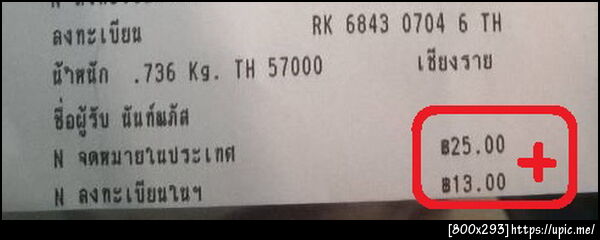 ลงทะเบียน RK 6843 0704 6 TH
น้ำหนัก .736 Kg. TH 57000 เชียงราย
ชื่อผู้รับ นันท์ณภัส
N จดหมายในประเทศ ฿25.00
N ลงทะเบียนในฯ ฿13.00
+
[800x293] https://upic.me/